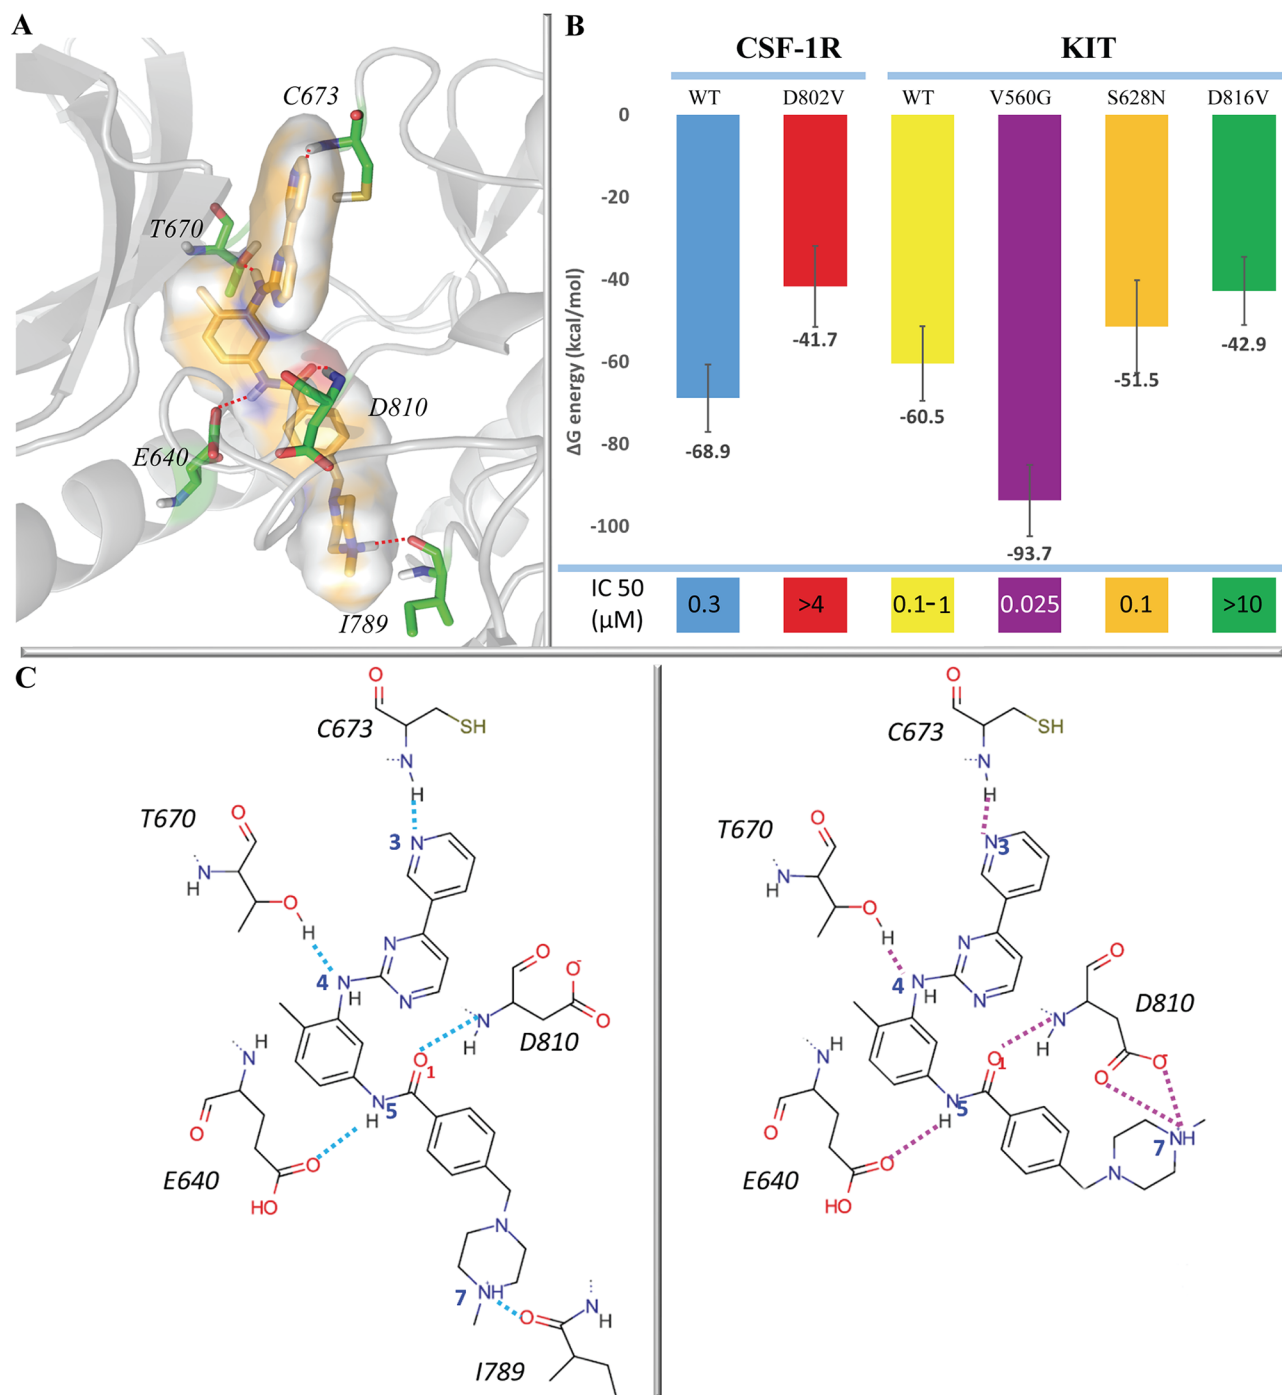 A
C673
T670
D810
E640
I789
B
CSF-1R KIT
WT D802V WT V560G S628N D816V
0
-20
-40
-60
-80
-100
ΔG energy (kcal/mol)
-68.9
-41.7
-60.5
-93.7
-51.5
-42.9
IC 50
(µM)
0.3 >4 0.1-1 0.025 0.1 >10
C
C673
SH
N
H
T670
O
O
N
H
O
H
3
N
N
N
4
N
H
O
O-
O
N
H
D810
O
1
N
H
5
N
H
O
O
HO
E640
N
NH
7
O
N
H
I789
C673
O
SH
N
H
T670
O
N
H
O
H
N
3
N
N
4
N
H
O
N
H
D810
O
O-
O
1
N
H
5
N
H
O
O
HO
E640
N
NH
7